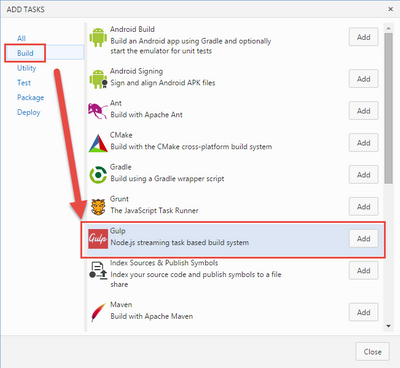 ADD TASKS
All
Build
Utility
Test
Package
Deploy
Android Build
Build an Android app using Gradle and optionally
start the emulator for unit tests
Add
Android Signing
Sign and align Android APK files
Add
Ant
Build with Apache Ant
Add
CMake
Build with the CMake cross-platform build system
Add
Gradle
Build using a Gradle wrapper script
Add
Grunt
The JavaScript Task Runner
Add
Gulp
Gulp
Node.js streaming task based build system
Add
Index Sources & Publish Symbols
Index your source code and publish symbols to a file
share
Add
Maven
Build with Apache Maven
Add
Close